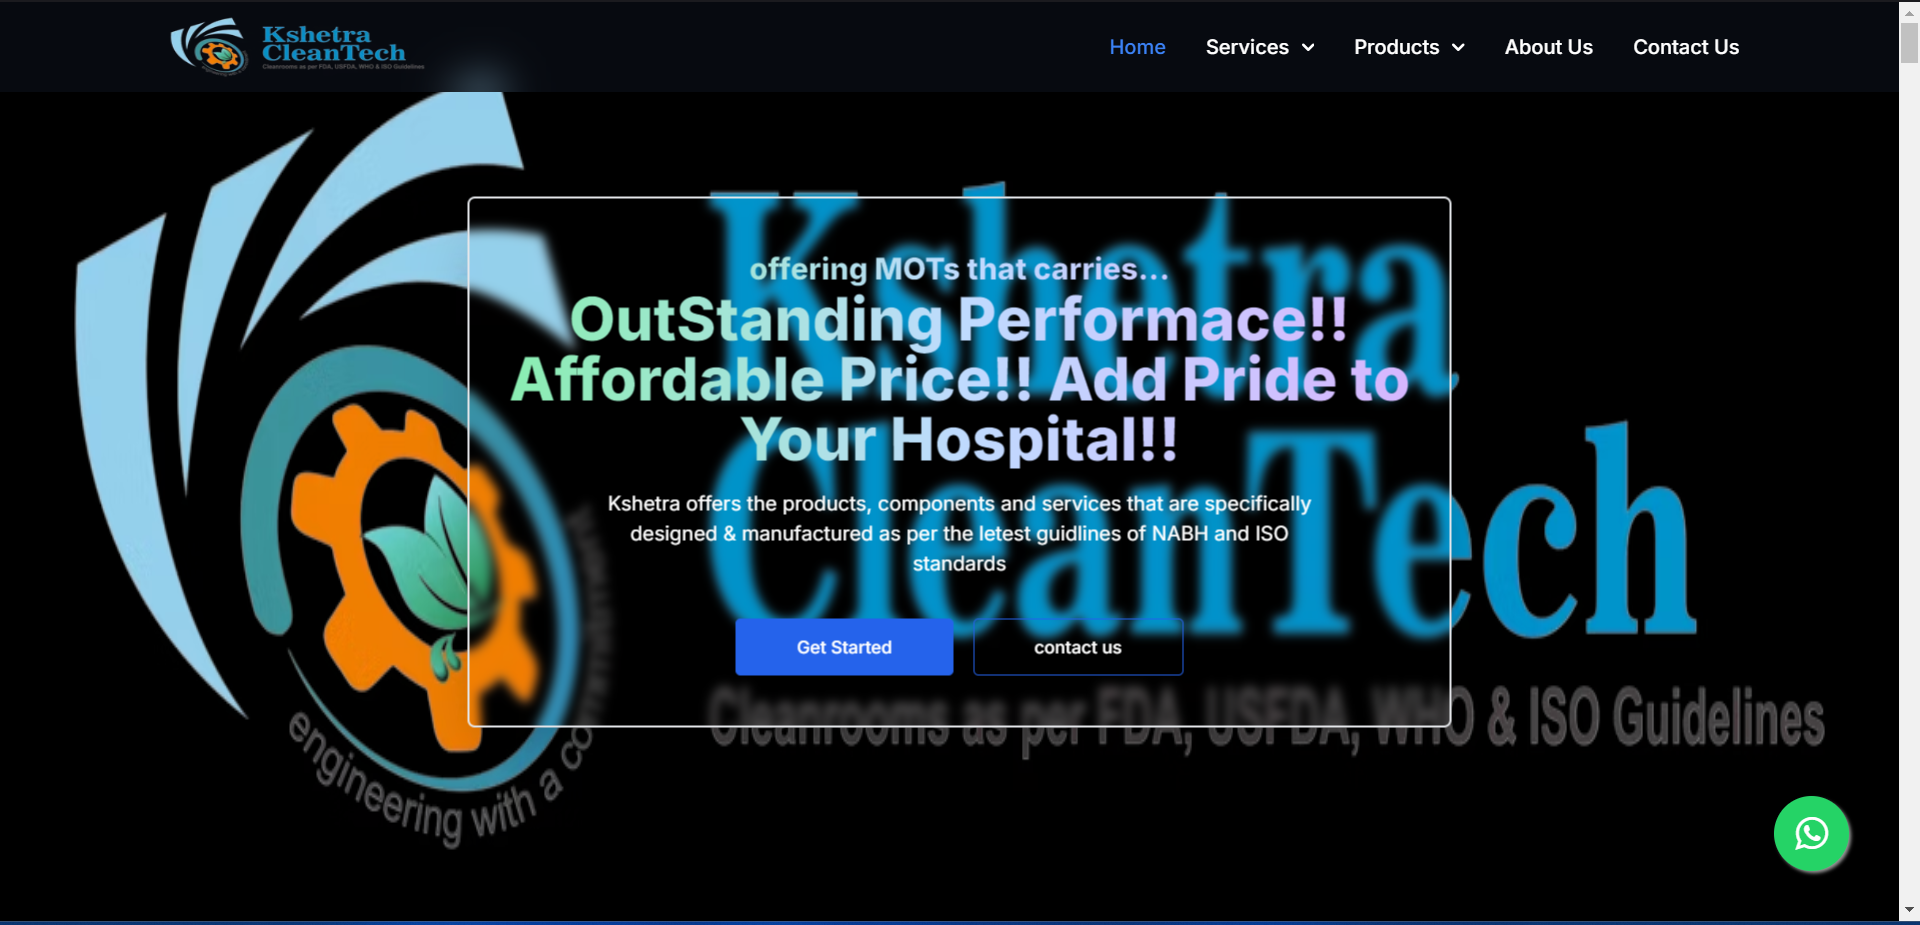 Kshetra
CleanTech
Cleanrooms as per FDA, USFDA, WHO & ISO Guidelines
Home
Services
Products
About Us
Contact Us
Kshetra
CleanTech
Cleanrooms as per FDA, USFDA, WHO & ISO Guidelines
engineering with a commitment
offering MOTs that carries...
OutStanding Performace!!
Affordable Price!! Add Pride to
Your Hospital!!
Kshetra offers the products, components and services that are specifically
designed & manufactured as per the letest guidlines of NABH and ISO
standards
Get Started
contact us